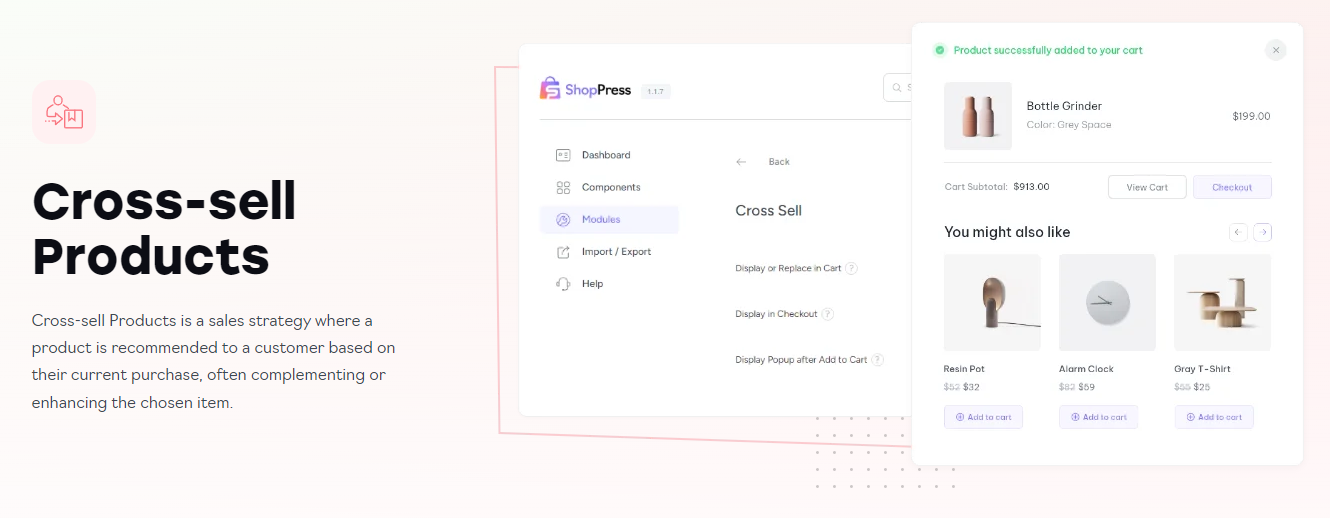 Cross-sell
Products
Cross-sell Products is a sales strategy where a
product is recommended to a customer based on
their current purchase, often complementing or
enhancing the chosen item.
ShopPress 1.1.7
Dashboard
Components
Modules
Import / Export
Help
Back
Cross Sell
Display or Replace in Cart ?
Display in Checkout ?
Display Popup after Add to Cart ?
Product successfully added to your cart
Bottle Grinder
Color: Grey Space
$199.00
Cart Subtotal: $913.00
View Cart
Checkout
You might also like
Resin Pot
$52 $32
Add to cart
Alarm Clock
$82 $69
Add to cart
Gray T-Shirt
$55 $25
Add to cart